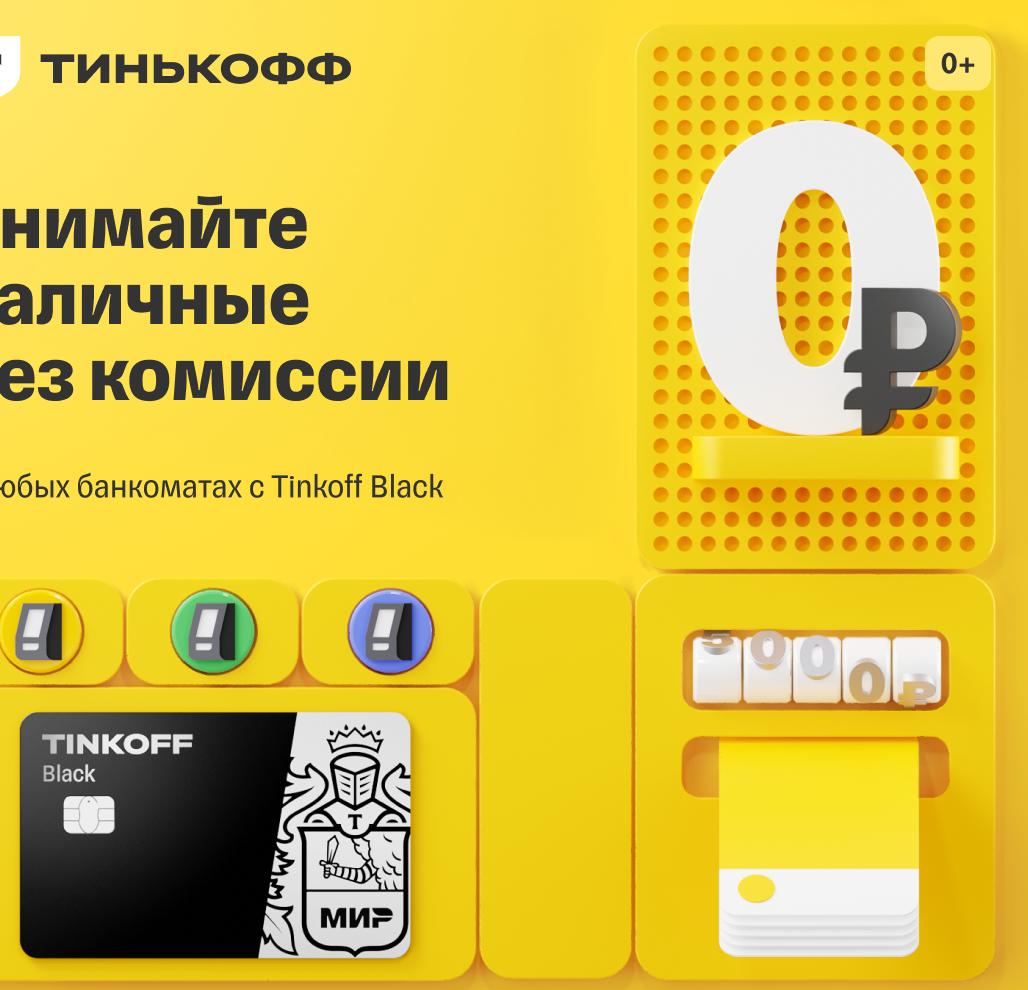 ТИНЬКОФФ
0+
нимайте
аличные
ез комиссии
юбых банкоматах с Tinkoff Black
0₽
5000₽
TINKOFF
Black
T
МИР